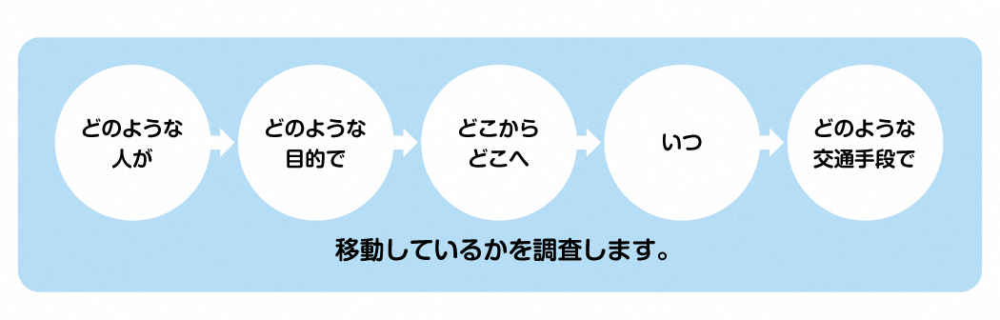 どのような
人が
どのような
目的で
どこから
どこへ
いつ
どのような
交通手段で
移動しているかを調査します。